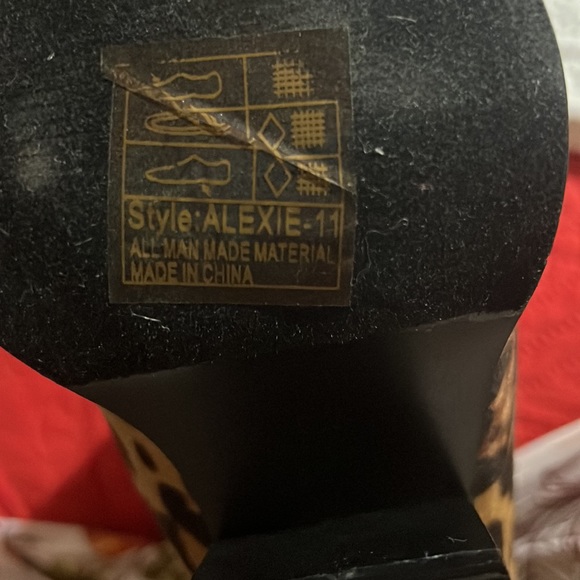 Style:ALEXIE-11
ALL MAN MADE MATERIAL
MADE IN CHINA